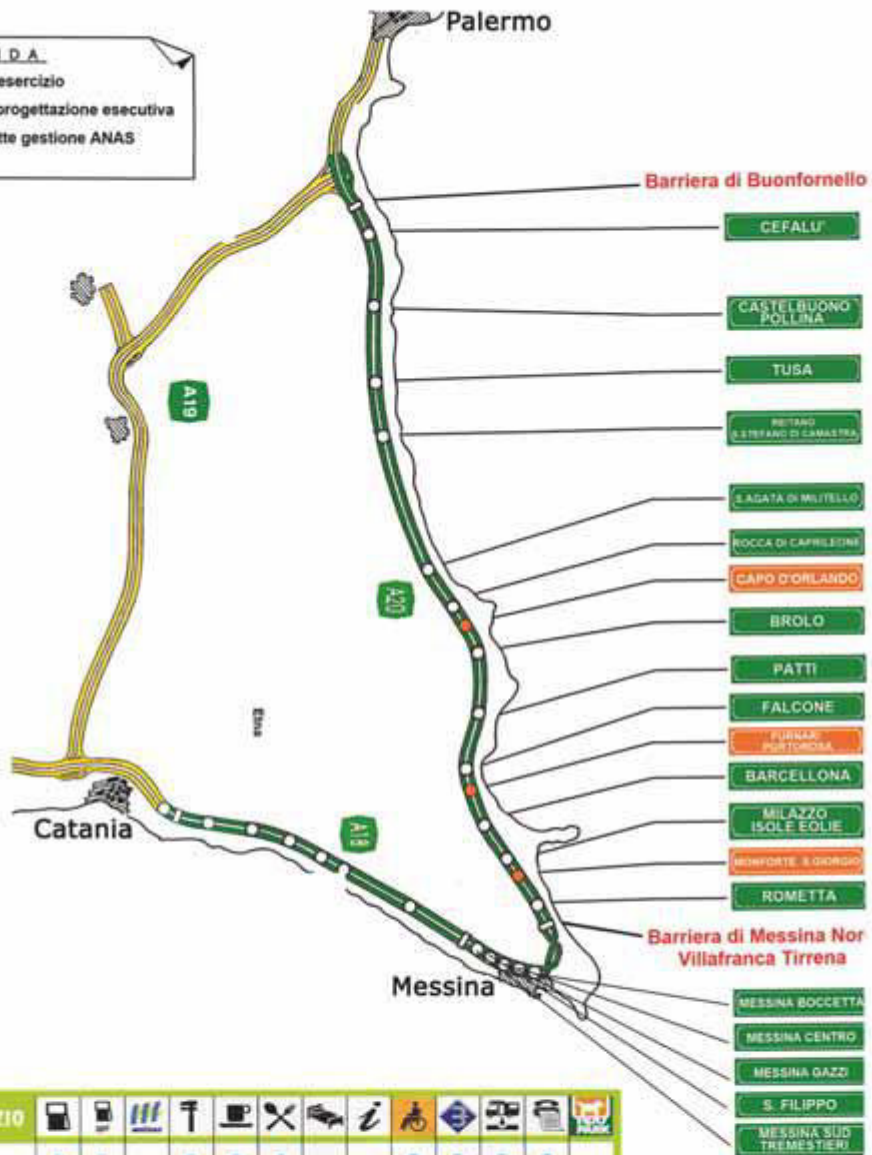 Palermo
D A
esercizio
progettazione esecutiva
tte gestione ANAS
Barriera di Buonfornello
CEFALU'
CASTELBUONO
POLLINA
TUSA
REITANO
S.STEFANO DI CAMASTRA
A19
S.AGATA DI MILITELLO
ROCCA DI CAPRILEONE
CAPO D'ORLANDO
A20
BROLO
PATTI
FALCONE
Etna
FURNARI
PORTOROSA
BARCELLONA
Catania
MILAZZO
ISOLE EOLIE
MONFORTE S.GIORGIO
ROMETTA
Barriera di Messina Nor
Villafranca Tirrena
Messina
MESSINA BOCCETTA
MESSINA CENTRO
MESSINA GAZZI
S. FILIPPO
MESSINA SUD
TREMESTIERI
ZIO